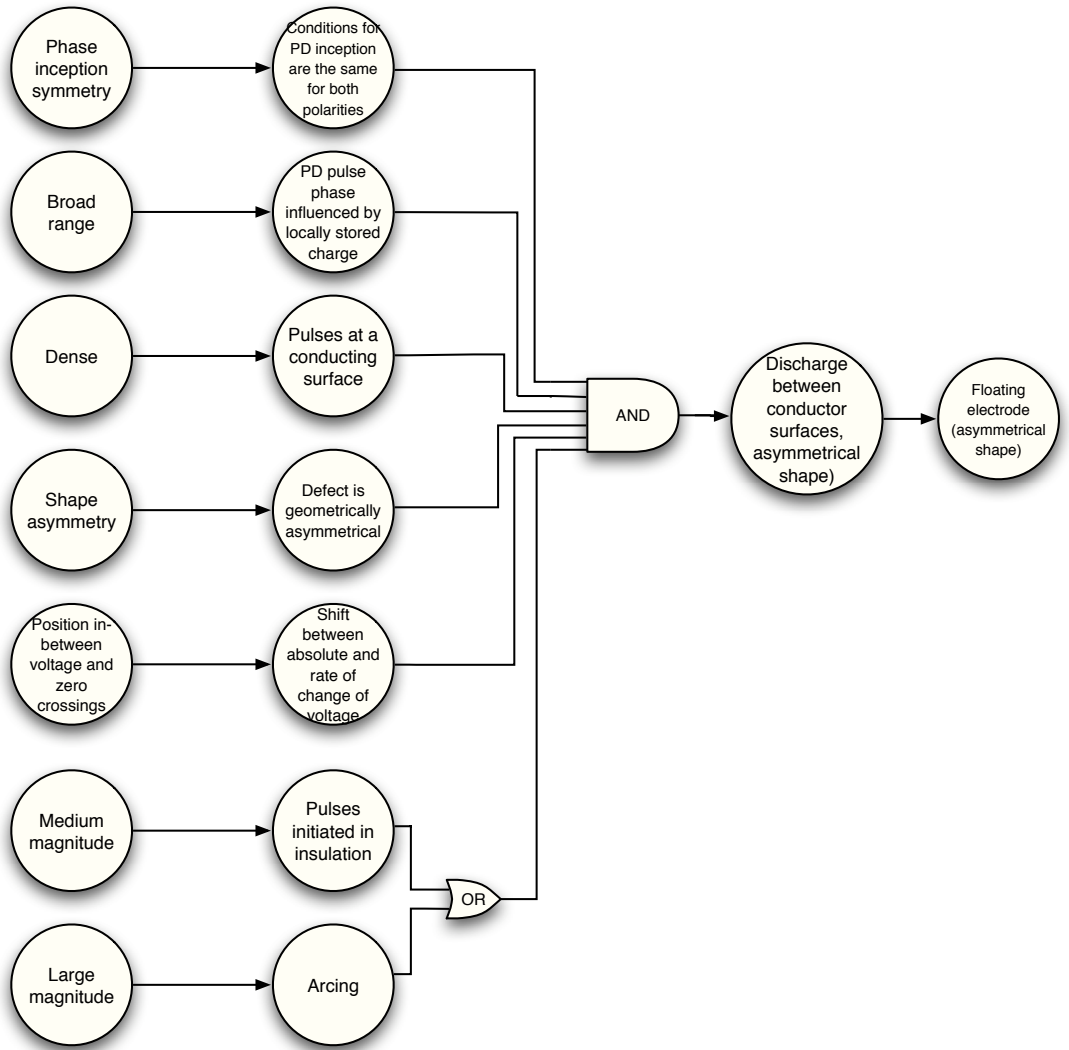 Phase
inception
symmetry
Conditions for
PD inception
are the same
for both
polarities
Broad
range
PD pulse
phase
influenced by
locally stored
charge
Dense
Pulses at a
conducting
surface
Shape
asymmetry
Defect is
geometrically
asymmetrical
Position in-
between
voltage and
zero
crossings
Shift
between
absolute and
rate of
change of
voltage
Medium
magnitude
Pulses
initiated in
insulation
Large
magnitude
Arcing
OR
AND
Discharge
between
conductor
surfaces,
asymmetrical
shape)
Floating
electrode
(asymmetrical
shape)